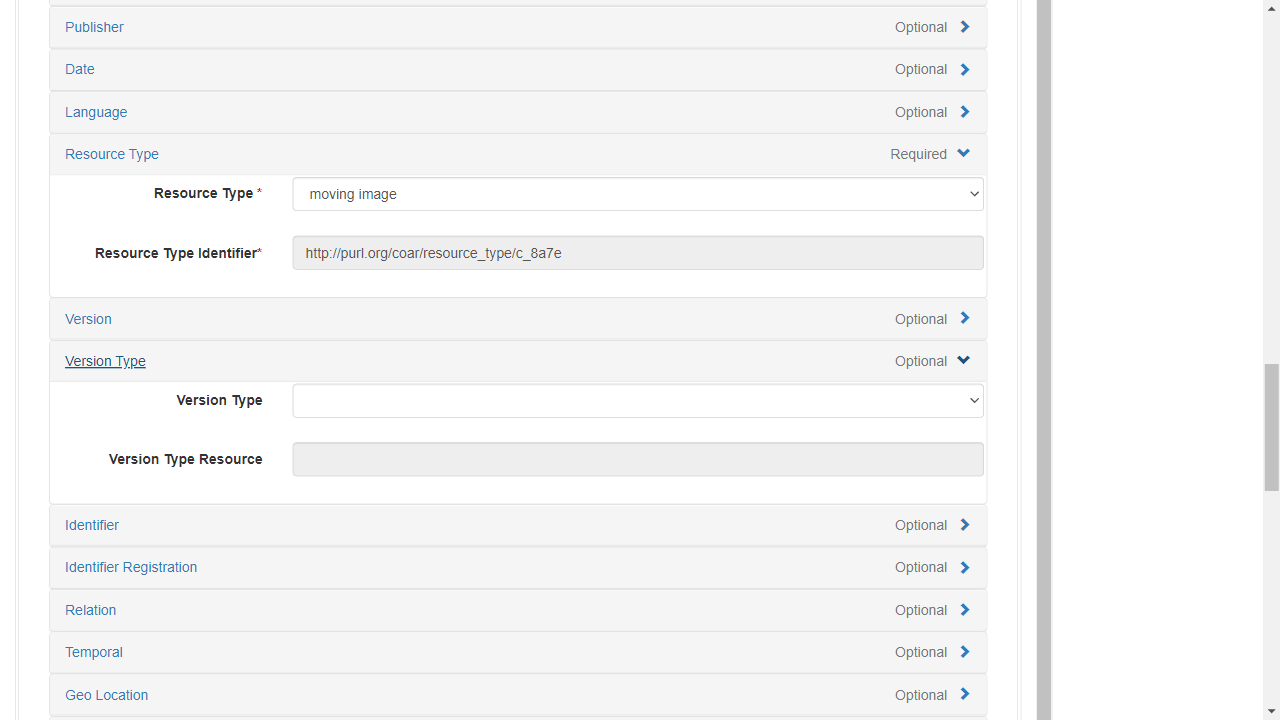 Publisher Optional
Date Optional
Language Optional
Resource Type Required
Resource Type * moving image
Resource Type Identifier* http://purl.org/coar/resource_type/c_8a7e
Version Optional
Version Type Optional
Version Type
Version Type Resource
Identifier Optional
Identifier Registration Optional
Relation Optional
Temporal Optional
Geo Location Optional